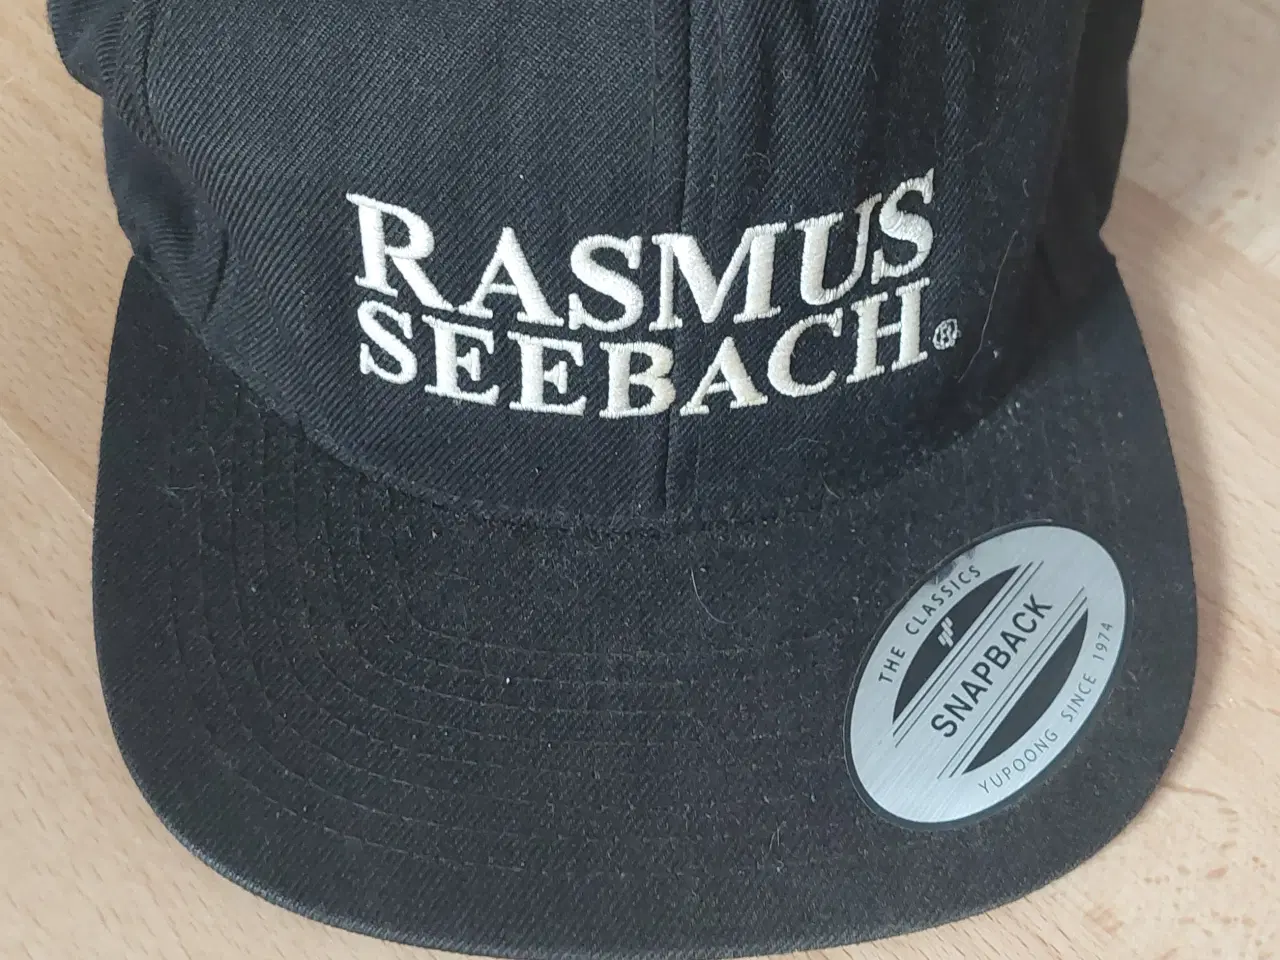 RASMUS
SEEBACH®
THE CLASSICS
SNAPBACK
YUPOONG SINCE 1974